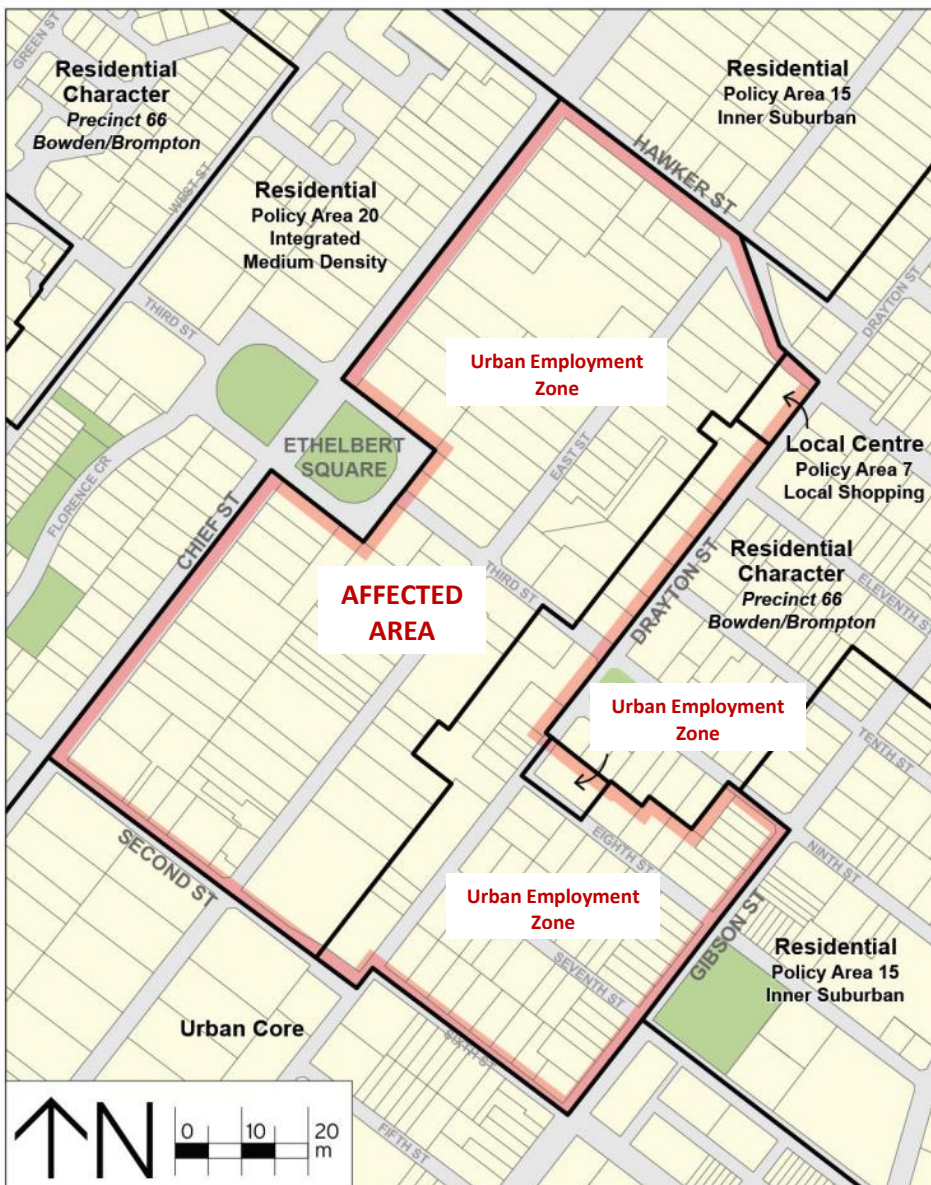 GREEN ST
Residential
Character
Precinct 66
Bowden/Brompton
Residential
Policy Area 15
Inner Suburban
HAWKER ST
WEST ST
Residential
Policy Area 20
Integrated
Medium Density
DRAYTON ST
THIRD ST
Urban Employment
Zone
ETHELBERT
SQUARE
EAST ST
Local Centre
Policy Area 7
Local Shopping
FLORENCE CR
CHIEF ST
THIRD ST
DRAYTON ST
Residential
Character
Precinct 66
Bowden/Brompton
ELEVENTH ST
AFFECTED
AREA
Urban Employment
Zone
TENTH ST
SECOND ST
EIGHTH ST
NINTH ST
Urban Employment
Zone
GIBSON ST
SEVENTH ST
Residential
Policy Area 15
Inner Suburban
Urban Core
SIXTH ST
FIFTH ST
N
0 10 20
m